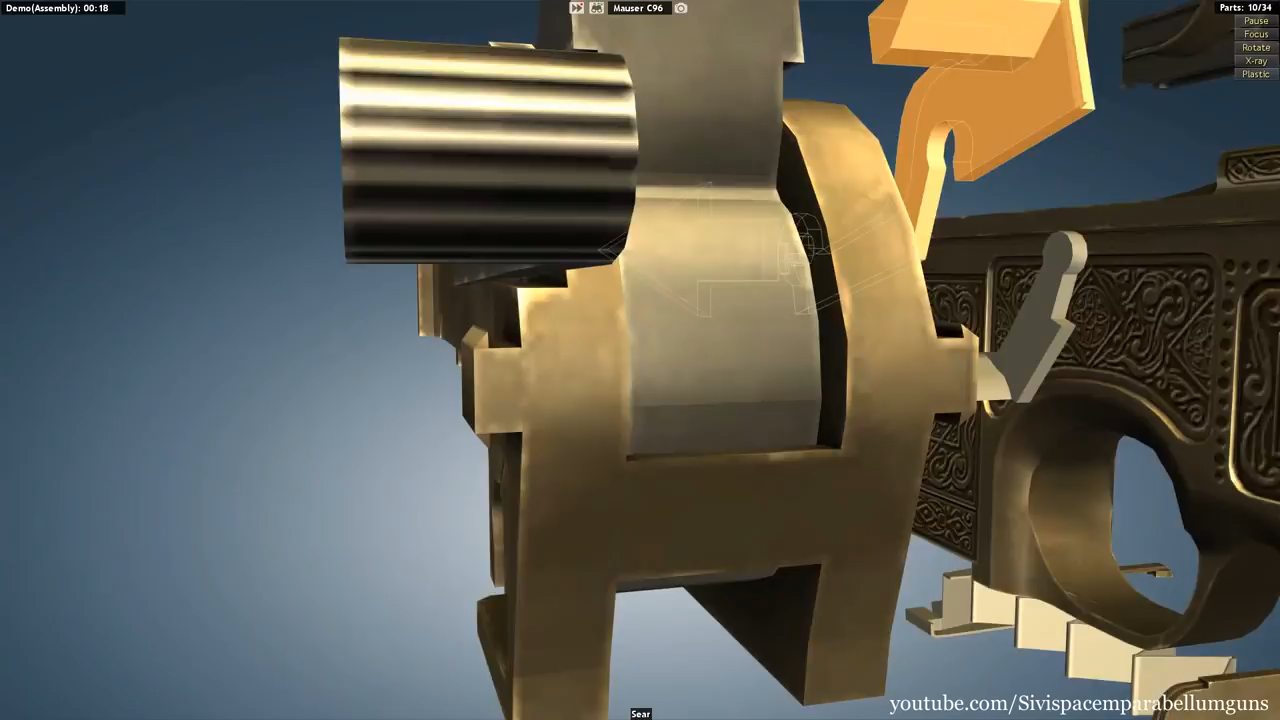 Demo(Assembly): 00:18
Mauser C96
Parts: 10/34
Pause
Focus
Rotate
X-ray
Plastic
Sear
youtube.com/Sivispacemparabellumguns